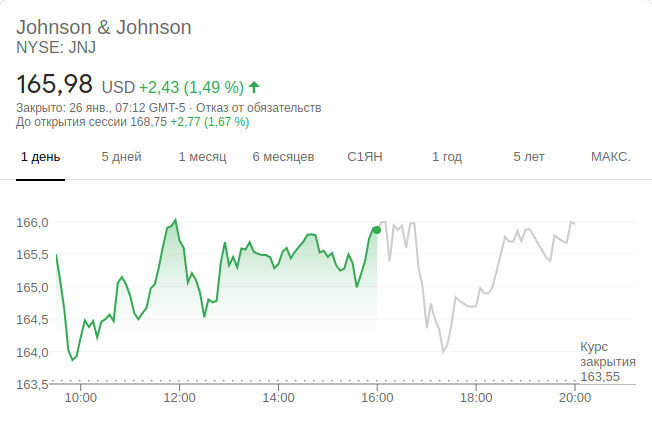 Johnson & Johnson
NYSE: JNJ
165,98 USD +2,43 (1,49 %)
Закрыто: 26 янв., 07:12 GMT-5 · Отказ от обязательств
До открытия сессии 168,75 +2,77 (1,67 %)
1 день 5 дней 1 месяц 6 месяцев С1ЯН 1 год 5 лет МАКС.
166,0
165,5
165,0
164,5
164,0
163,5
Курс
закрытия
163,55
10:00 12:00 14:00 16:00 18:00 20:00